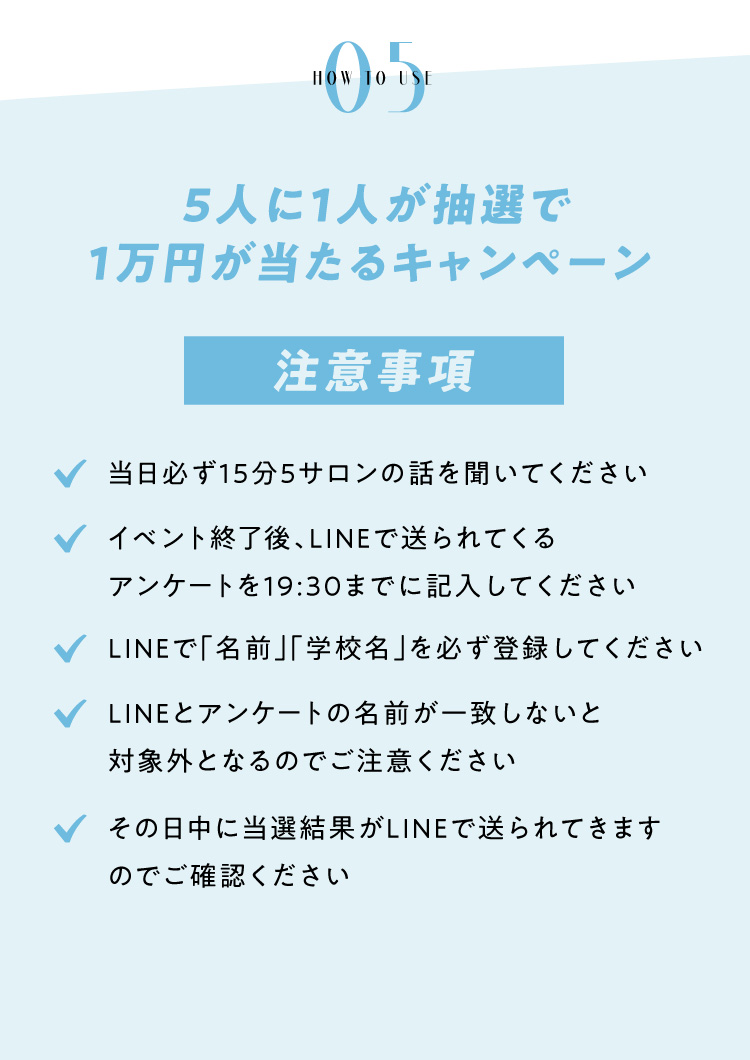 05
HOW TO USE
5人に1人が抽選で
1万円が当たるキャンペーン
注意事項
当日必ず15分5サロンの話を聞いてください
イベント終了後、LINEで送られてくる
アンケートを19:30までに記入してください
LINEで「名前」「学校名」を必ず登録してください
LINEとアンケートの名前が一致しないと
対象外となるのでご注意ください
その日中に当選結果がLINEで送られてきます
のでご確認ください